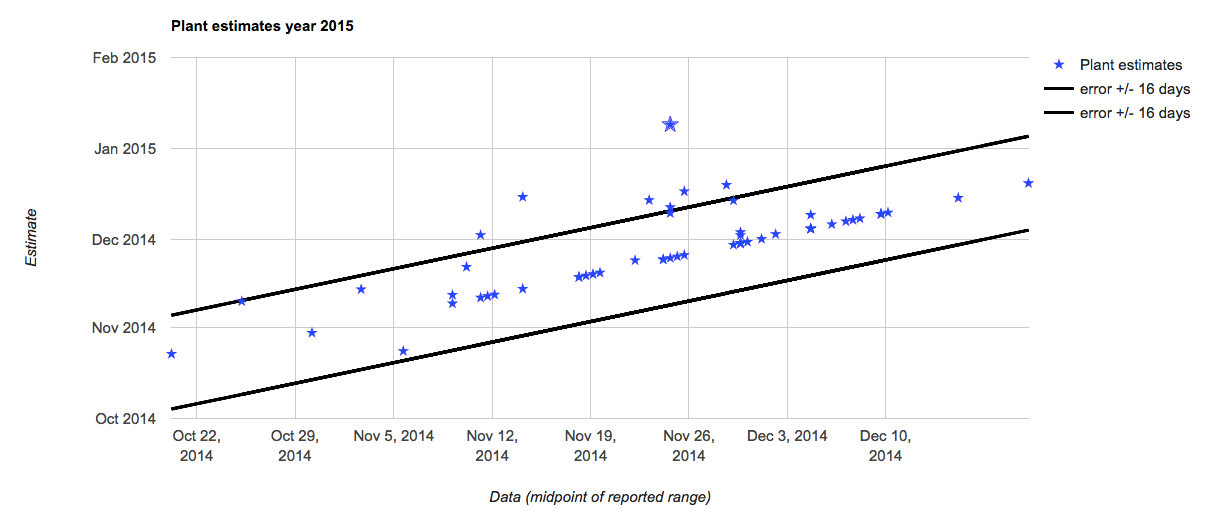 Plant estimates year 2015
Feb 2015
Jan 2015
Dec 2014
Nov 2014
Oct 2014
Estimate
Oct 22,
2014
Oct 29,
2014
Nov 5, 2014
Nov 12,
2014
Nov 19,
2014
Nov 26,
2014
Dec 3, 2014
Dec 10,
2014
Data (midpoint of reported range)
Plant estimates
error +/- 16 days
error +/- 16 days